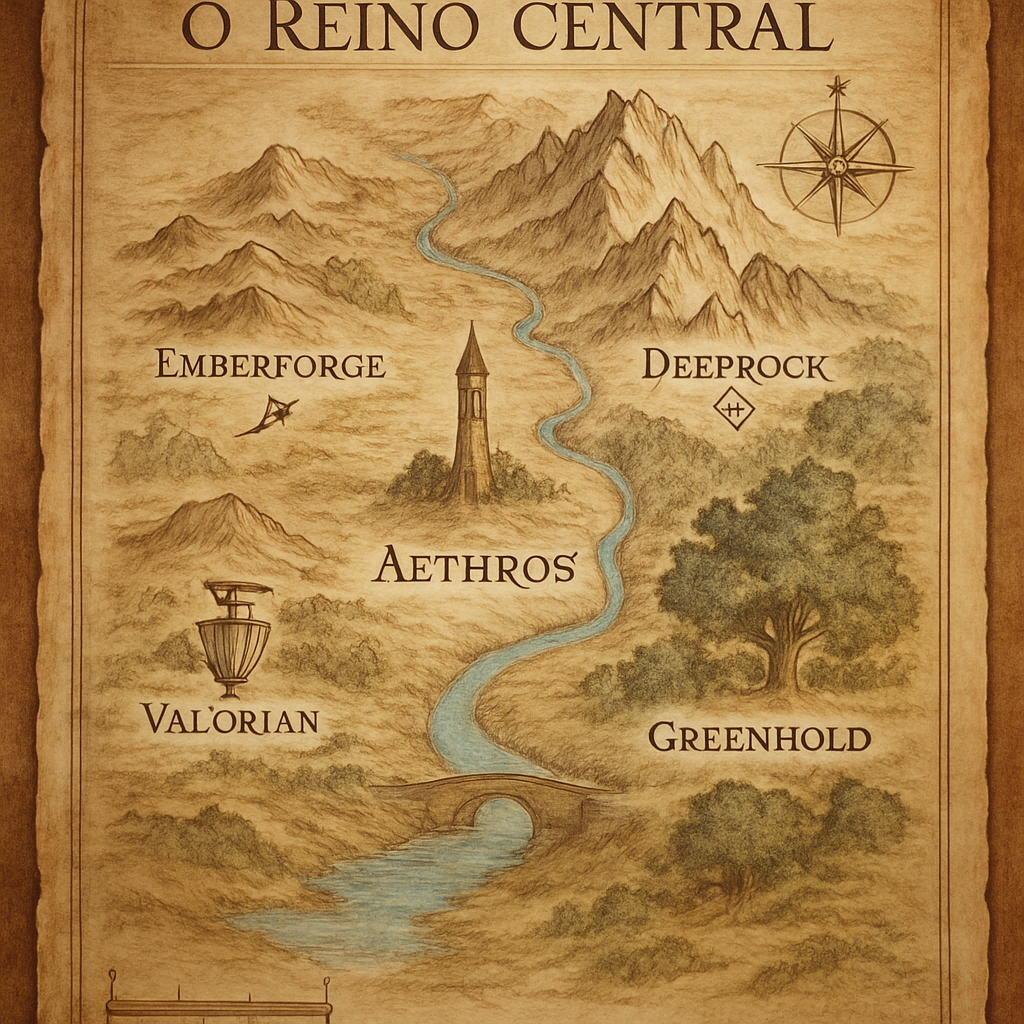 O REINO CENTRAL
EMBERFORGE
DEEPROCK
AETHROS
VAL'ORIAN
GREENHOLD